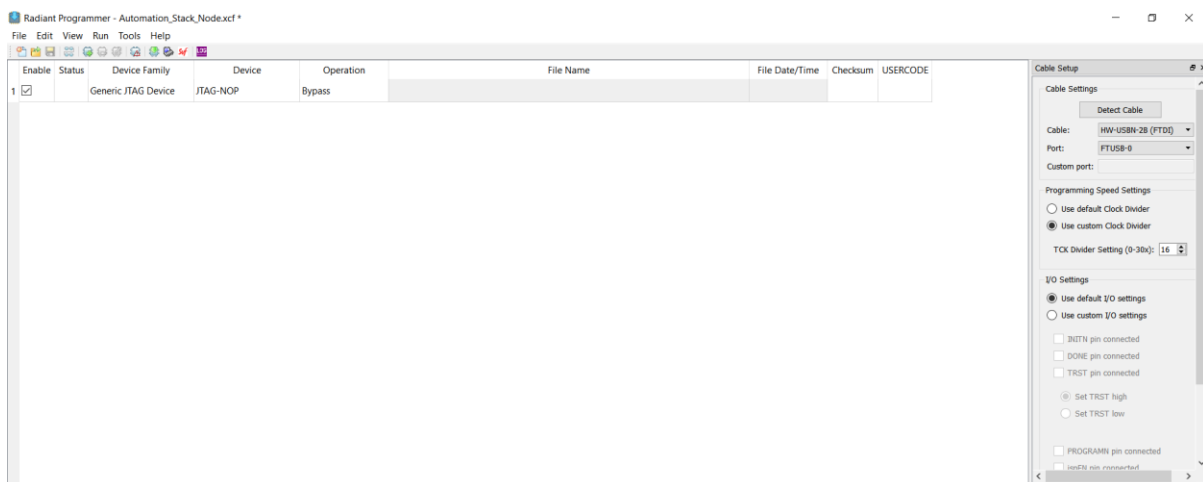 Radiant Programmer - Automation_Stack_Node.xcf *
File Edit View Run Tools Help
Enable Status Device Family Device Operation File Name File Date/Time Checksum USERCODE
1 Generic JTAG Device JTAG-NOP Bypass
Cable Setup
Cable Settings
Detect Cable
Cable: HW-USBN-2B (FTDI)
Port: FTUSB-0
Custom port:
Programming Speed Settings
Use default Clock Divider
Use custom Clock Divider
TCK Divider Setting (0-30x): 16
I/O Settings
Use default I/O settings
Use custom I/O settings
INITN pin connected
DONE pin connected
TRST pin connected
Set TRST high
Set TRST low
PROGRAMN pin connected
ispEN pin connected